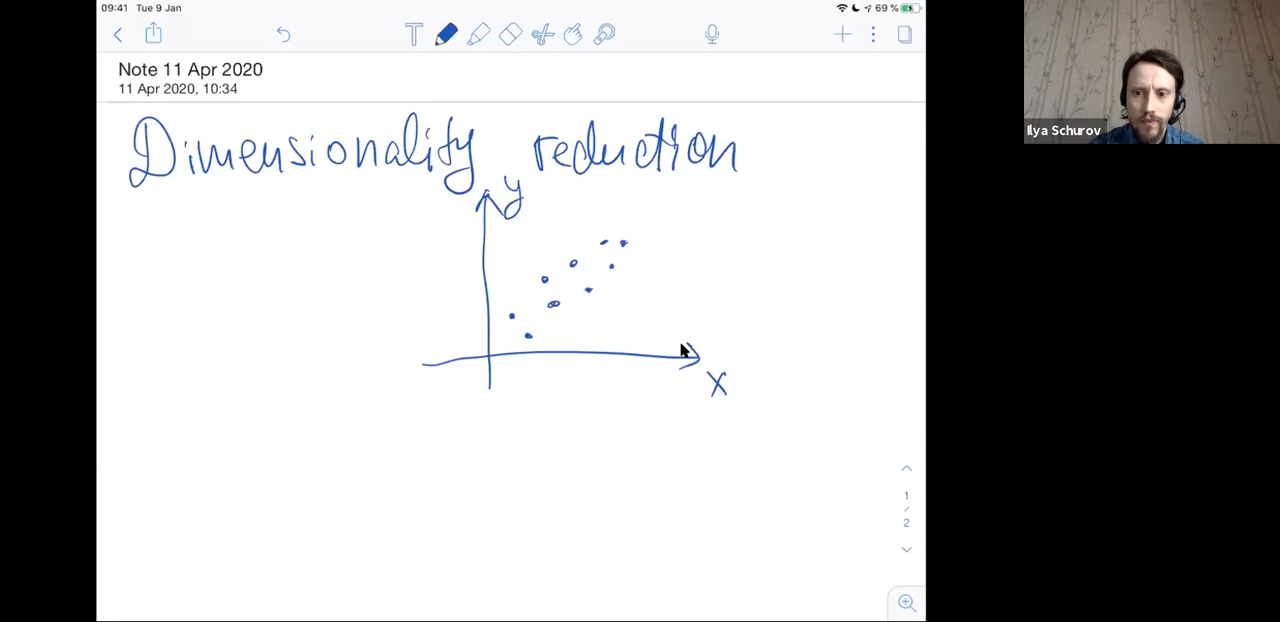 09:41 Tue 9 Jan 69 %
T
Note 11 Apr 2020
11 Apr 2020, 10:34
Ilya Schurov
Dimensionality reduction
y
x
1
/
2